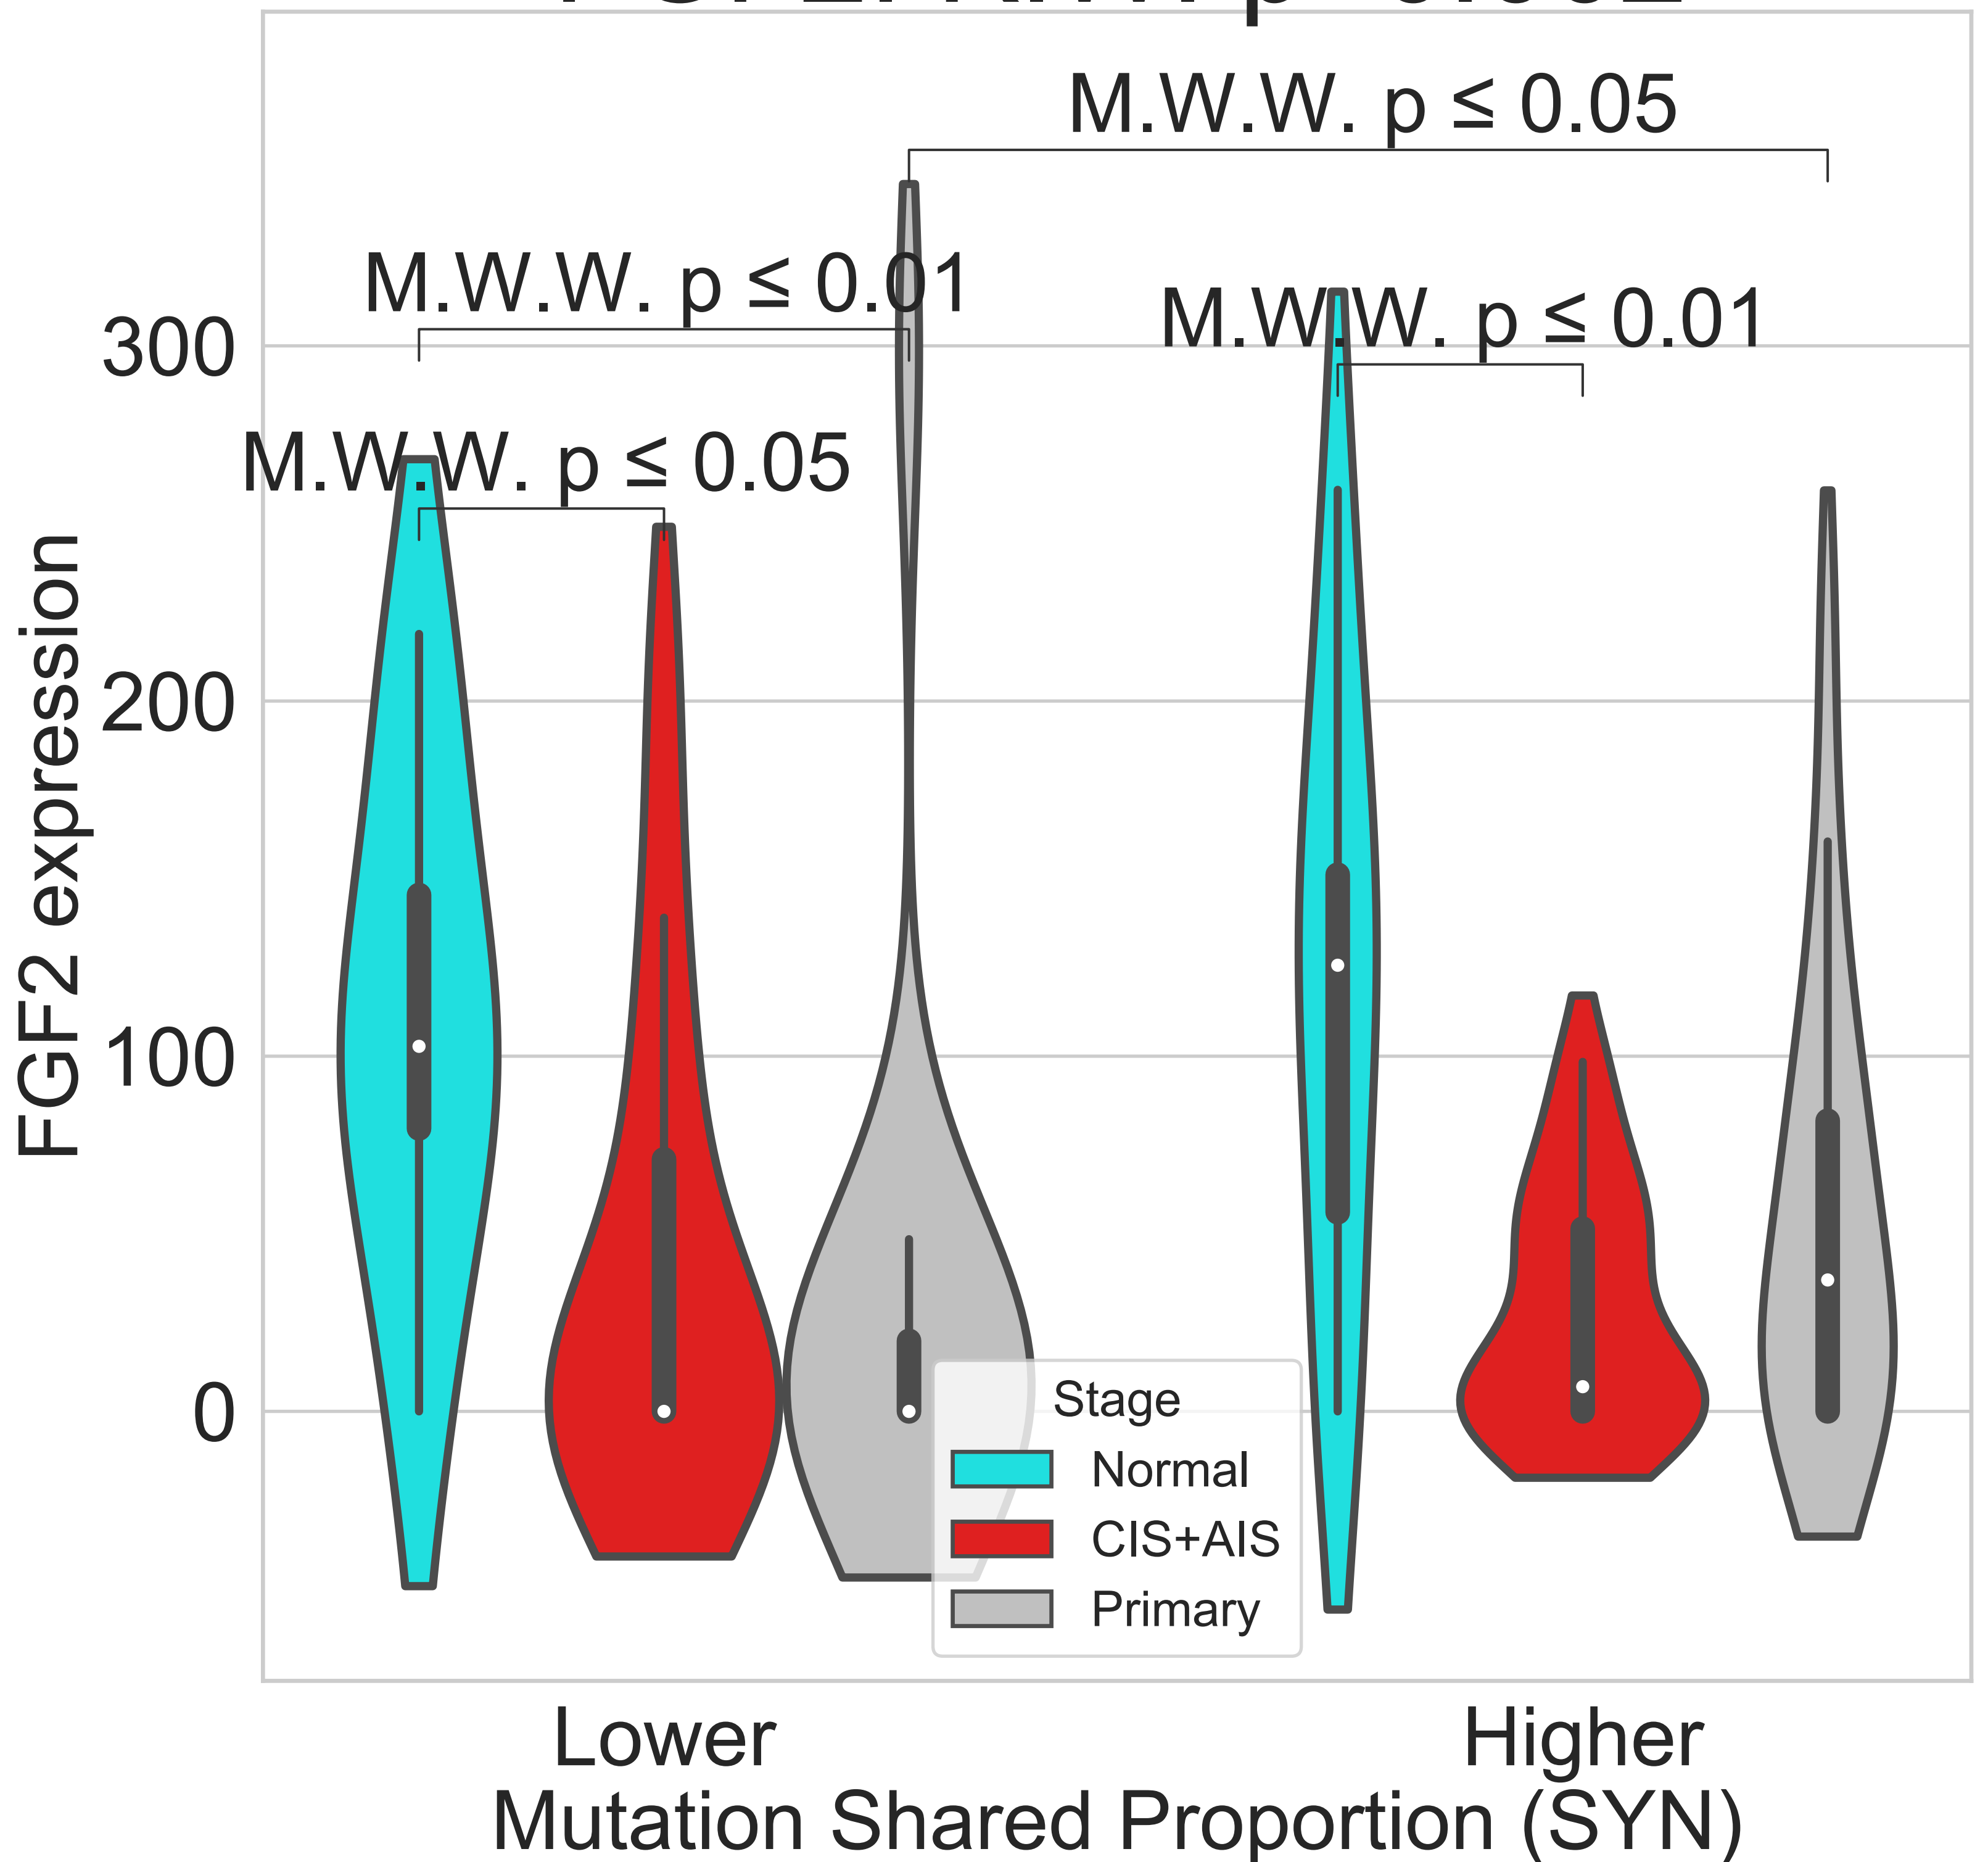 M.W.W. p ≤ 0.05
M.W.W. p ≤ 0.01
M.W.W. p ≤ 0.01
M.W.W. p ≤ 0.05
300
200
100
0
FGF2 expression
Stage
Normal
CIS+AIS
Primary
Lower
Higher
Mutation Shared Proportion (SYN)